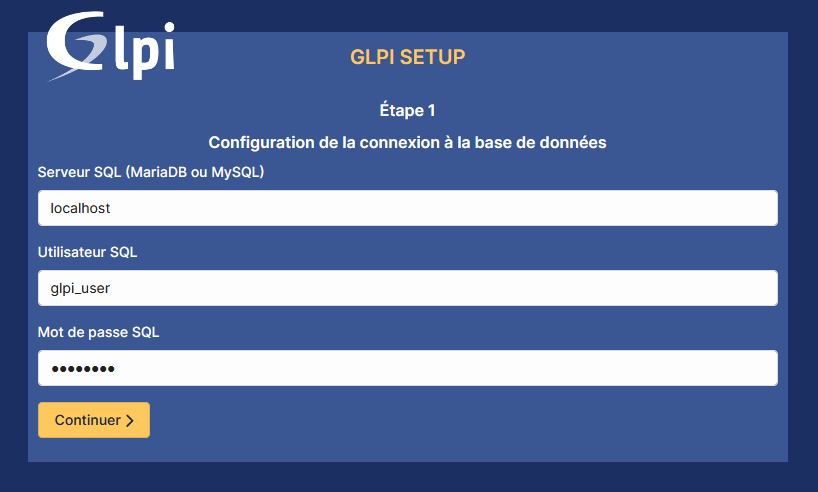 Glpi
GLPI SETUP
Étape 1
Configuration de la connexion à la base de données
Serveur SQL (MariaDB ou MySQL)
localhost
Utilisateur SQL
glpi_user
Mot de passe SQL
••••••••
Continuer